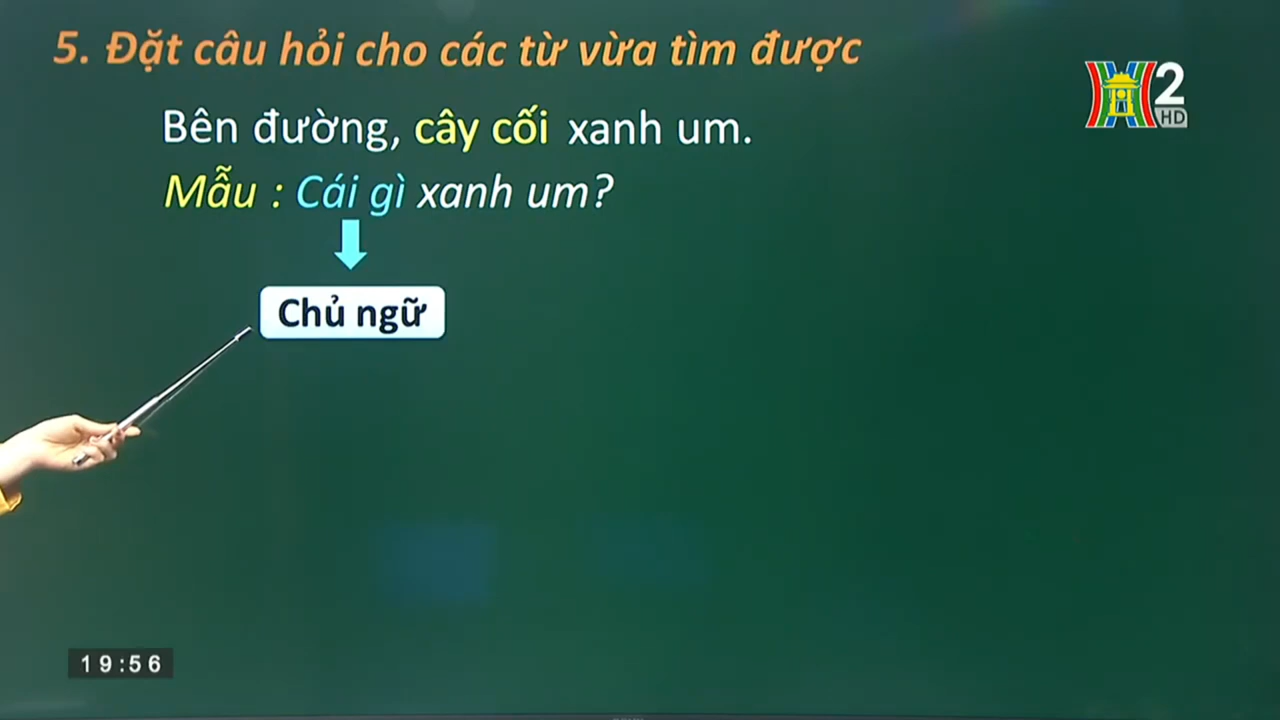 5. Đặt câu hỏi cho các từ vừa tìm được
2
HD
Bên đường, cây cối xanh um.
Mẫu : Cái gì xanh um?
Chủ ngữ
19:56